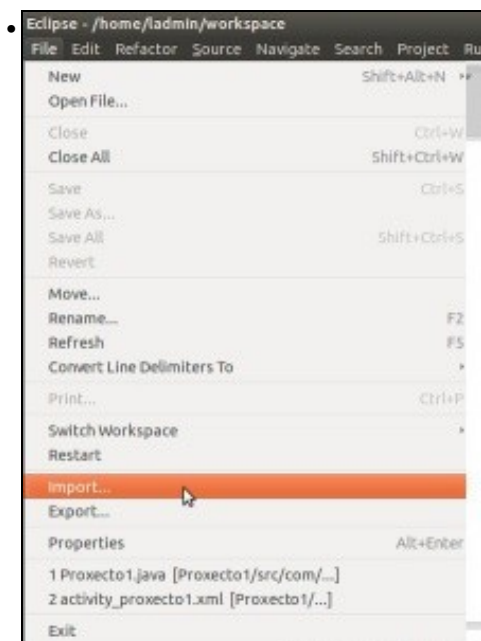 Eclipse - /home/ladmin/workspace
File Edit Refactor Source Navigate Search Project Ru
New Shift+Alt+N
Open File...
Close Ctrl+W
Close All Shift+Ctrl+W
Save Ctrl+S
Save As...
Save All Shift+Ctrl+S
Revert
Move...
Rename... F2
Refresh F5
Convert Line Delimiters To
Print... Ctrl+P
Switch Workspace
Restart
Import...
Export...
Properties Alt+Enter
1 Proxecto1.java [Proxecto1/src/com/...]
2 activity_proxecto1.xml [Proxecto1/...]
Exit